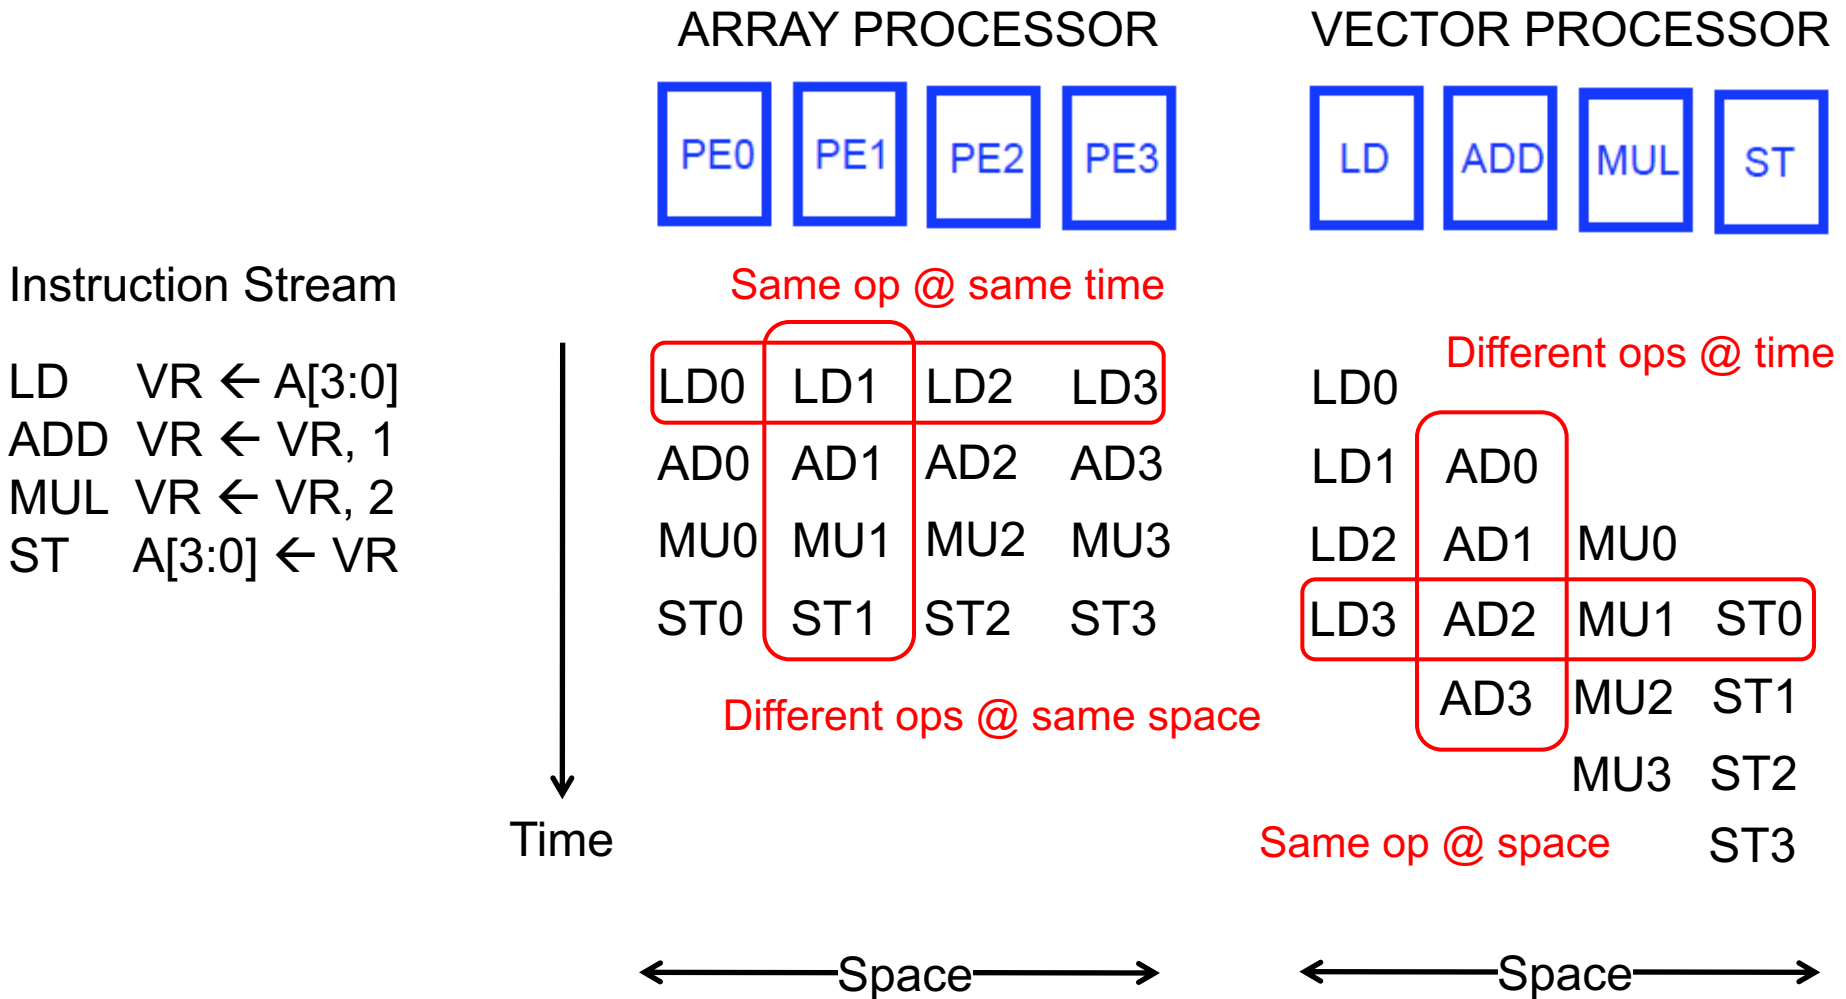 ARRAY PROCESSOR VECTOR PROCESSOR
PE0 PE1 PE2 PE3 LD ADD MUL ST
Instruction Stream
LD VR ← A[3:0]
ADD VR ← VR, 1
MUL VR ← VR, 2
ST A[3:0] ← VR
Time
Same op @ same time
LD0 LD1 LD2 LD3
AD0 AD1 AD2 AD3
MU0 MU1 MU2 MU3
ST0 ST1 ST2 ST3
Different ops @ same space
Space
Different ops @ time
LD0
LD1 AD0
LD2 AD1 MU0
LD3 AD2 MU1 ST0
AD3 MU2 ST1
MU3 ST2
Same op @ space ST3
Space